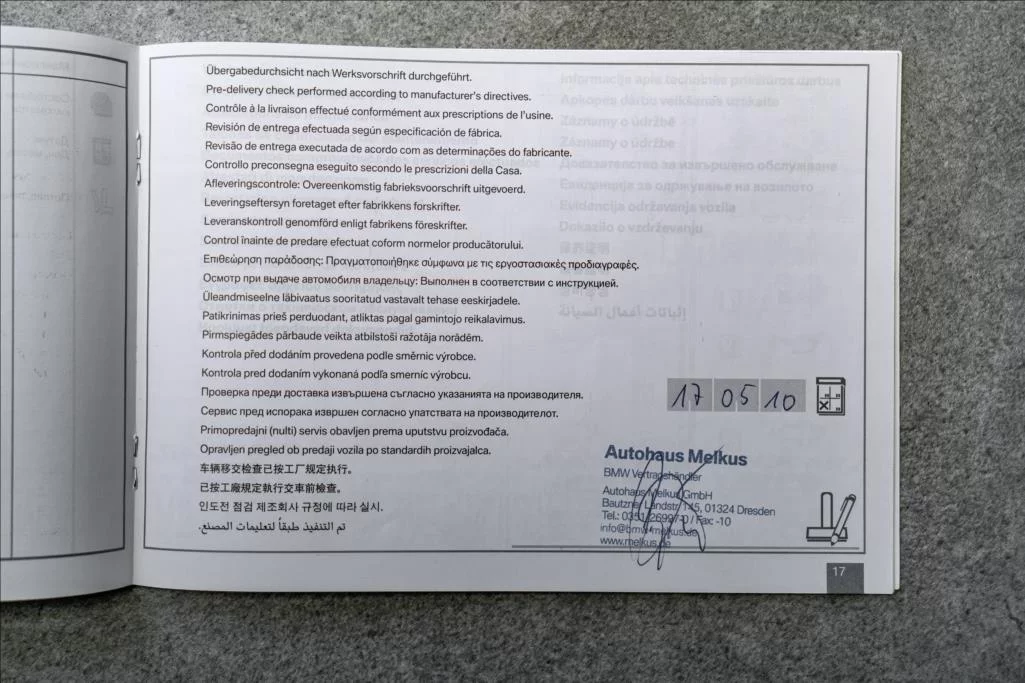 Übergabedurchsicht nach Werksvorschrift durchgeführt.
Pre-delivery check performed according to manufacturer's directives.
Contrôle à la livraison effectué conformément aux prescriptions de l'usine.
Revisión de entrega efectuada según especificación de fábrica.
Revisão de entrega executada de acordo com as determinações do fabricante.
Controllo preconsegna eseguito secondo le prescrizioni della Casa.
Afleveringscontrole: Overeenkomstig fabrieksvoorschrift uitgevoerd.
Leveringseftersyn foretaget efter fabrikkens forskrifter.
Leveranskontroll genomförd enligt fabrikens föreskrifter.
Control înainte de predare efectuat coform normelor producătorului.
Επιθεώρηση παράδοσης: Πραγματοποιήθηκε σύμφωνα με τις εργοστασιακές προδιαγραφές.
Осмотр при выдаче автомобиля владельцу: Выполнен в соответствии с инструкцией.
Üleandmiseelne läbivaatus sooritatud vastavalt tehase eeskirjadele.
Patikrinimas prieš perduodant, atliktas pagal gamintojo reikalavimus.
Pirmspiegādes pārbaude veikta atbilstoši ražotāja norādēm.
Kontrola před dodáním provedena podle směrnic výrobce.
Kontrola pred dodaním vykonaná podľa smerníc výrobcu.
Проверка преди доставка извършена съгласно указанията на производителя.
Сервис пред испорака извршен согласно упатствата на производителот.
Primopredajni (nulti) servis obavljen prema uputstvu proizvođača.
Opravljen pregled ob predaji vozila po standardih proizvajalca.
车辆移交检查已按工厂规定执行。
已按工廠規定執行交車前檢查。
인도전 점검 제조회사 규정에 따라 실시.
تم التنفيذ طبقاً لتعليمات المصنع.
17 05 10
Autohaus Melkus
BMW Vertragshändler
Autohaus Melkus GmbH
Bautzner Landstr. 145, 01324 Dresden
Tel.: 0351/26997-0 / Fax: -10
info@bmw-melkus.de
www.melkus.de
17